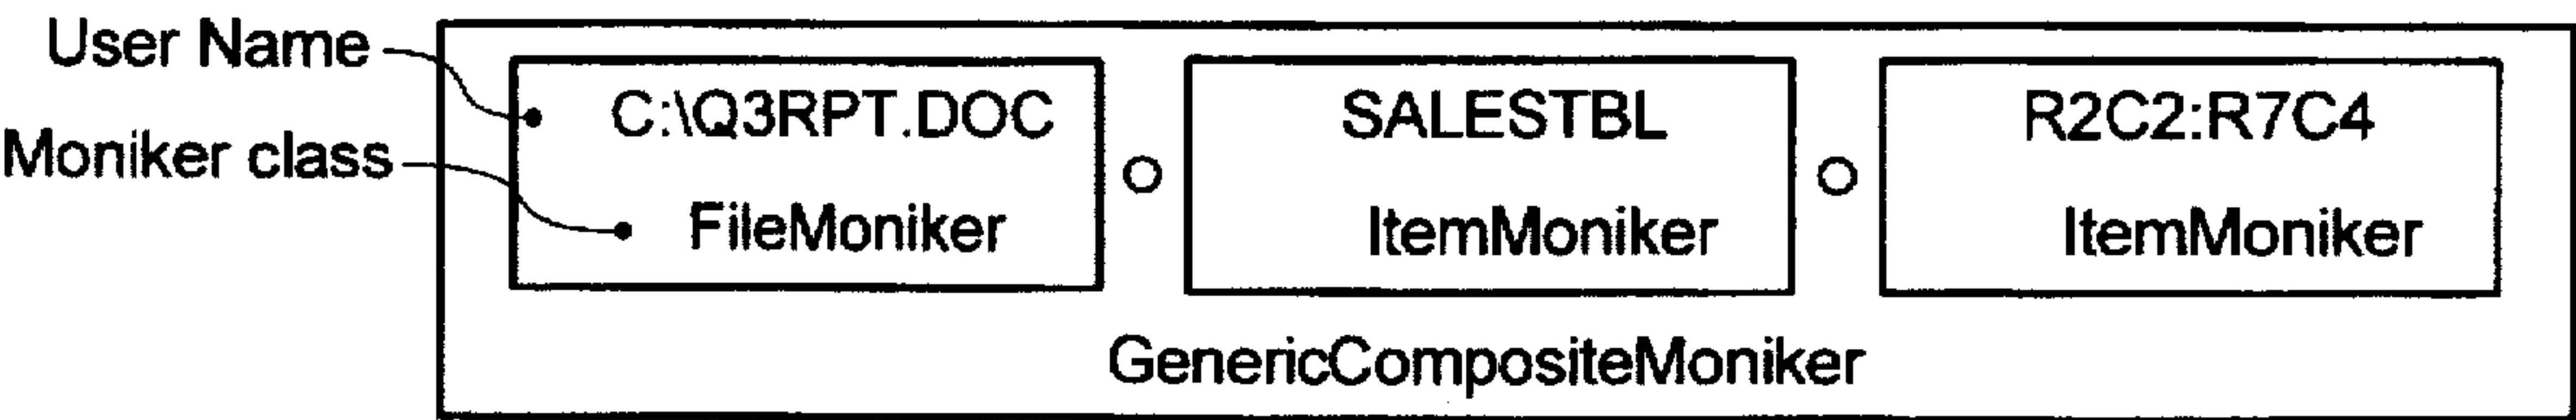 User Name
Moniker class
C:\Q3RPT.DOC
FileMoniker
SALESTBL
ItemMoniker
R2C2:R7C4
ItemMoniker
GenericCompositeMoniker